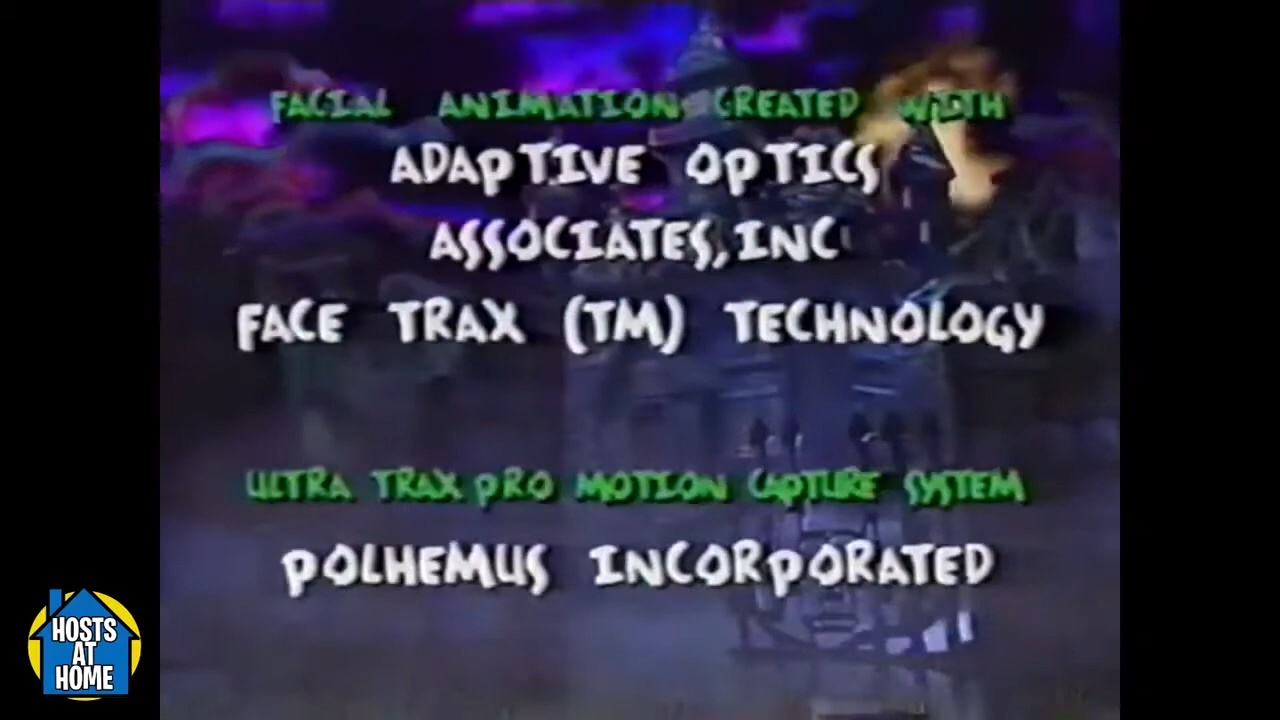 FACIAL ANIMATION CREATED WITH
ADAPTIVE OPTICS
ASSOCIATES, INC
FACE TRAX (TM) TECHNOLOGY
ULTRA TRAX PRO MOTION CAPTURE SYSTEM
POLHEMUS INCORPORATED
HOSTS
AT
HOME